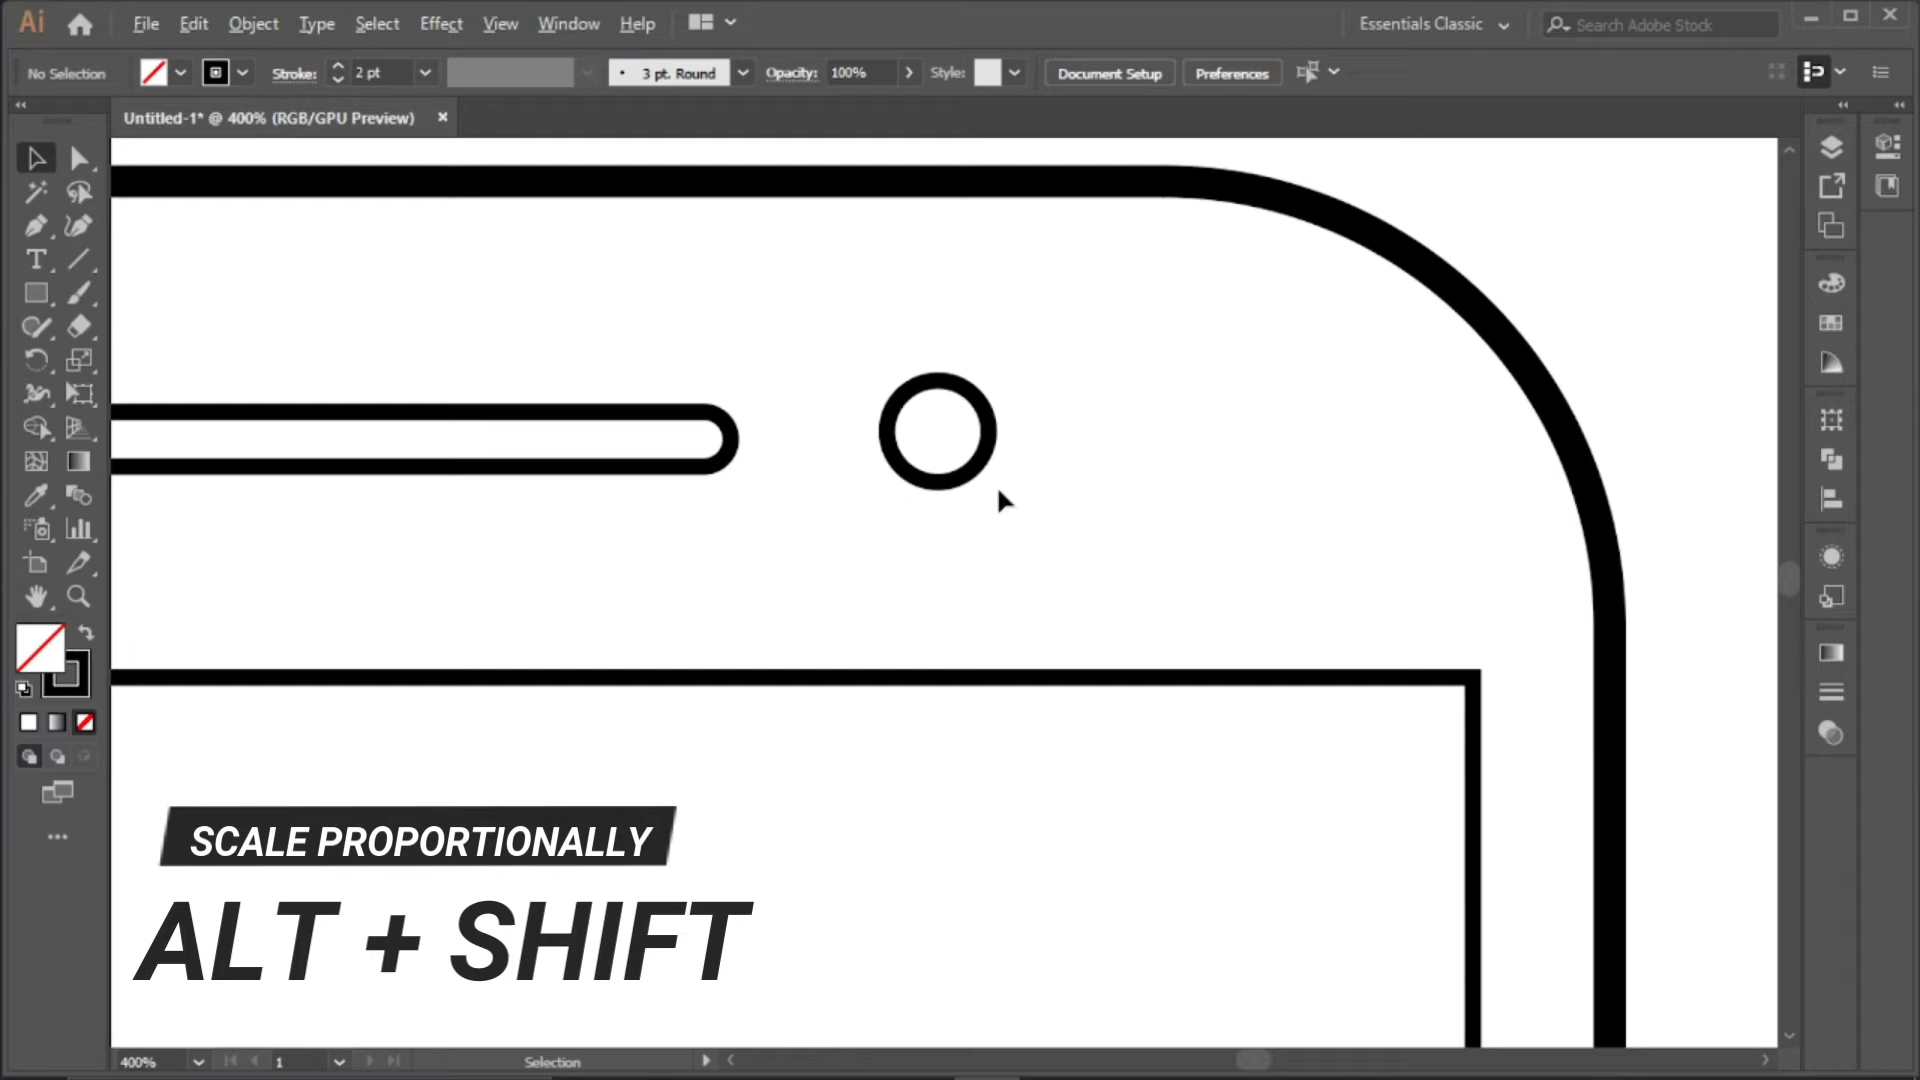 Ai File Edit Object Type Select Effect View Window Help Essentials Classic Search Adobe Stock
No Selection Stroke: 2 pt 3 pt. Round Opacity: 100% Style: Document Setup Preferences
Untitled-1* @ 400% (RGB/GPU Preview) ×
SCALE PROPORTIONALLY
ALT + SHIFT
400% 1 Selection